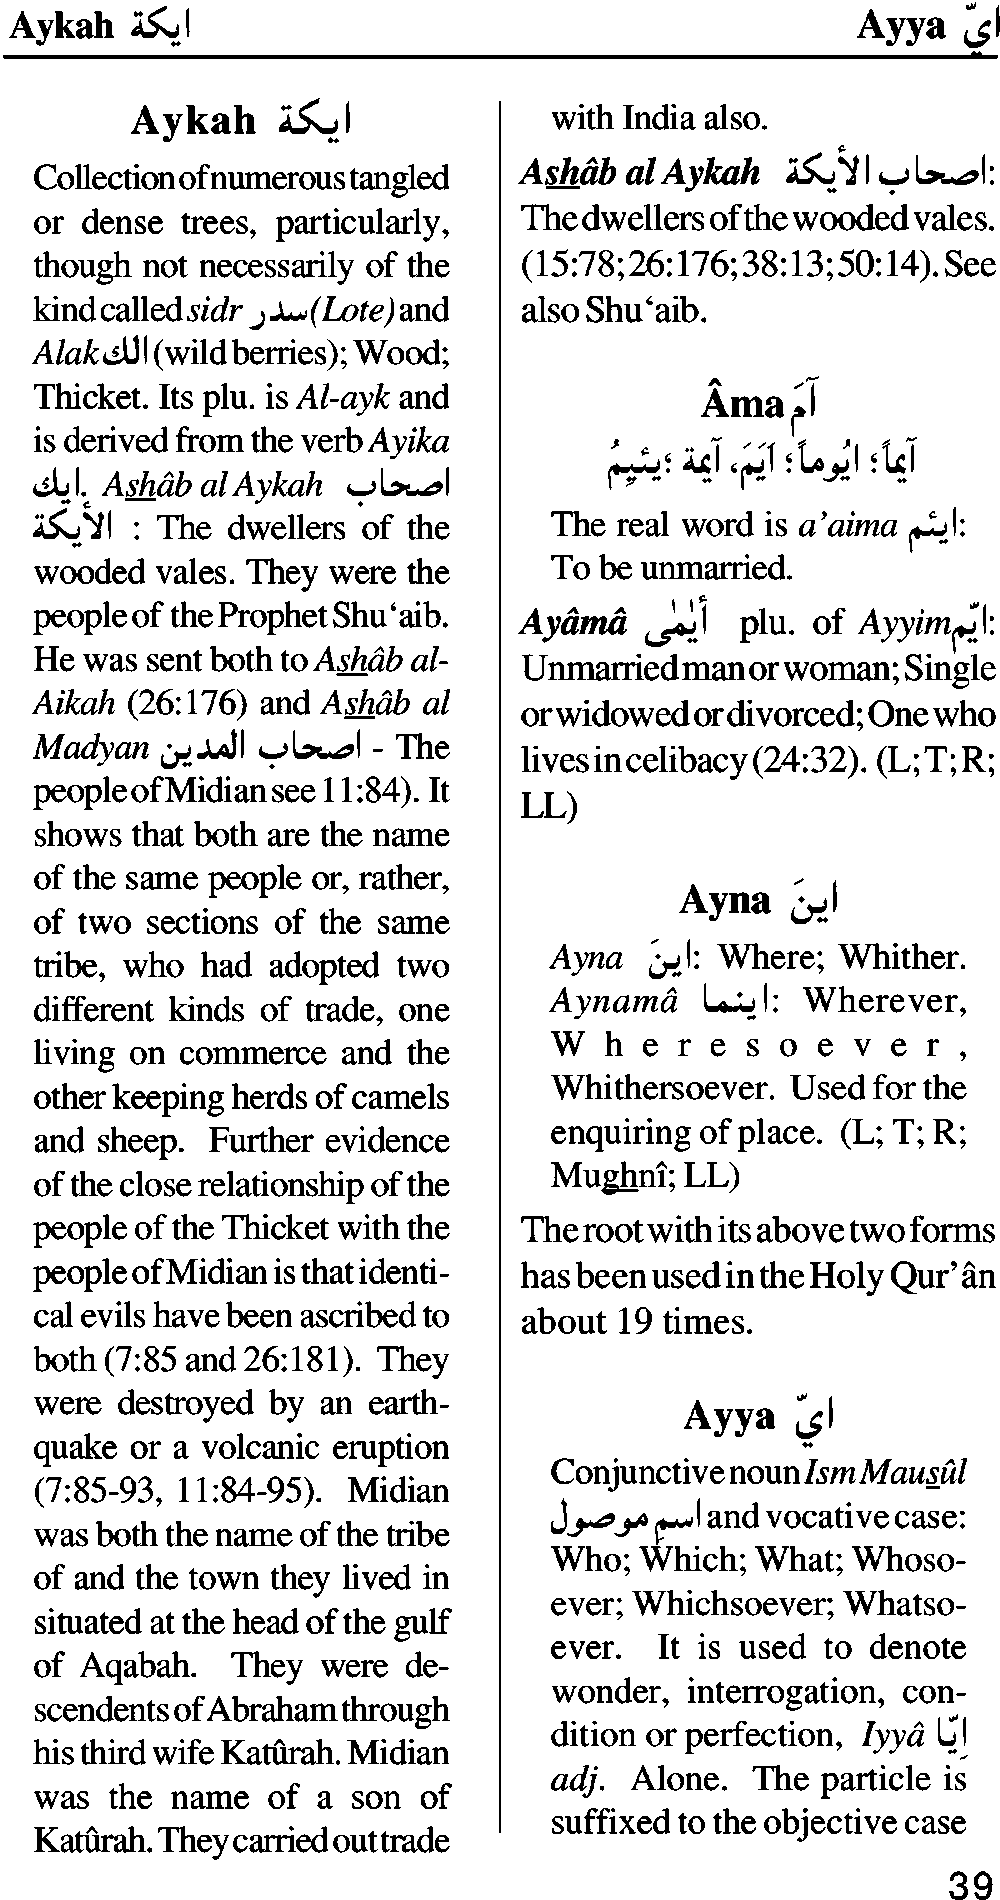 Aykah ايكة
Ayya ايّ
Aykah ايكة
Collection of numerous tangled
or dense trees, particularly,
though not necessarily of the
kind called sidr سدر (Lote) and
Alak الك (wild berries); Wood;
Thicket. Its plu. is Al-ayk and
is derived from the verb Ayika
ايك. Ashâb al Aykah اصحاب
الأيكة : The dwellers of the
wooded vales. They were the
people of the Prophet Shu‘aib.
He was sent both to Ashâb al-
Aikah (26:176) and Ashâb al
Madyan اصحاب المدين - The
people of Midian see 11:84). It
shows that both are the name
of the same people or, rather,
of two sections of the same
tribe, who had adopted two
different kinds of trade, one
living on commerce and the
other keeping herds of camels
and sheep. Further evidence
of the close relationship of the
people of the Thicket with the
people of Midian is that identi-
cal evils have been ascribed to
both (7:85 and 26:181). They
were destroyed by an earth-
quake or a volcanic eruption
(7:85-93, 11:84-95). Midian
was both the name of the tribe
of and the town they lived in
situated at the head of the gulf
of Aqabah. They were de-
scendents of Abraham through
his third wife Katûrah. Midian
was the name of a son of
Katûrah. They carried out trade
with India also.
Ashâb al Aykah اصحاب الأيكة:
The dwellers of the wooded vales.
(15:78; 26:176; 38:13; 50:14). See
also Shu‘aib.
Âma آمَ
آيماً؛ ايُوماً؛ اَيَمَ، آيمة ؛يئيِمُ
The real word is a’aima ايئم:
To be unmarried.
Ayâmâ أيٰمٰى plu. of Ayyim ايّم:
Unmarried man or woman; Single
or widowed or divorced; One who
lives in celibacy (24:32). (L; T; R;
LL)
Ayna اينَ
Ayna اينَ: Where; Whither.
Aynamâ اينما: Wherever,
Wheresoever,
Whithersoever. Used for the
enquiring of place. (L; T; R;
Mughnî; LL)
The root with its above two forms
has been used in the Holy Qur’ân
about 19 times.
Ayya ايّ
Conjunctive noun Ism Mausûl
اسم موصول and vocative case:
Who; Which; What; Whoso-
ever; Whichsoever; Whatso-
ever. It is used to denote
wonder, interrogation, con-
dition or perfection, Iyyâ إيّا
adj. Alone. The particle is
suffixed to the objective case
39